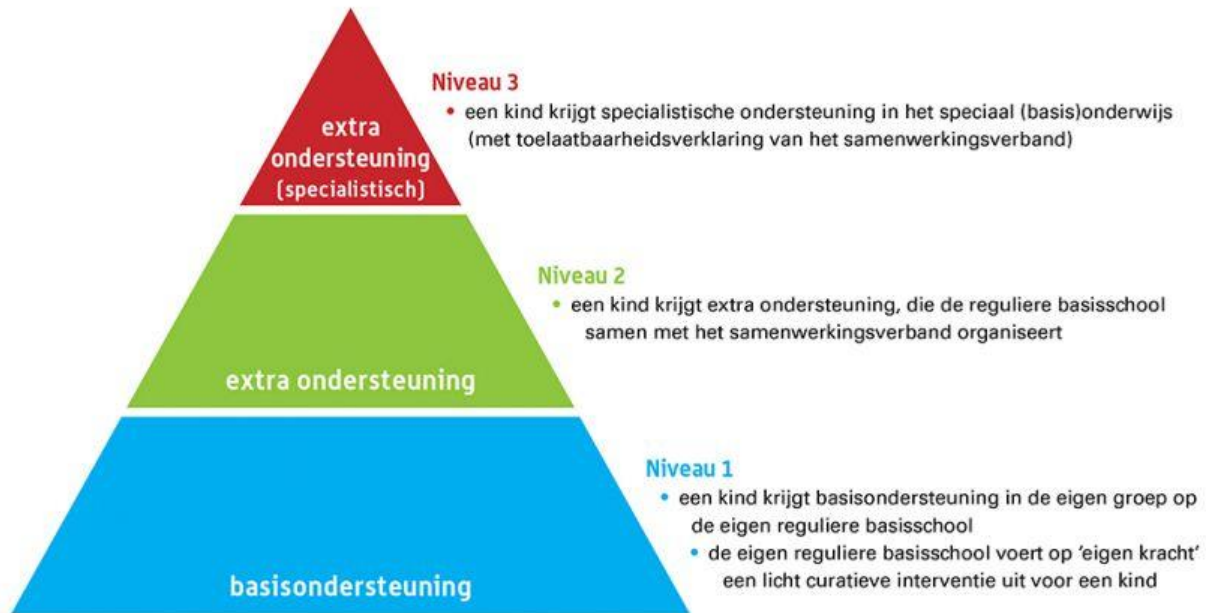 Niveau 3
• een kind krijgt specialistische ondersteuning in het speciaal (basis)onderwijs
(met toelaatbaarheidsverklaring van het samenwerkingsverband)
extra
ondersteuning
(specialistisch)
Niveau 2
• een kind krijgt extra ondersteuning, die de reguliere basisschool
samen met het samenwerkingsverband organiseert
extra ondersteuning
Niveau 1
• een kind krijgt basisondersteuning in de eigen groep op
de eigen reguliere basisschool
• de eigen reguliere basisschool voert op ‘eigen kracht’
een licht curatieve interventie uit voor een kind
basisondersteuning